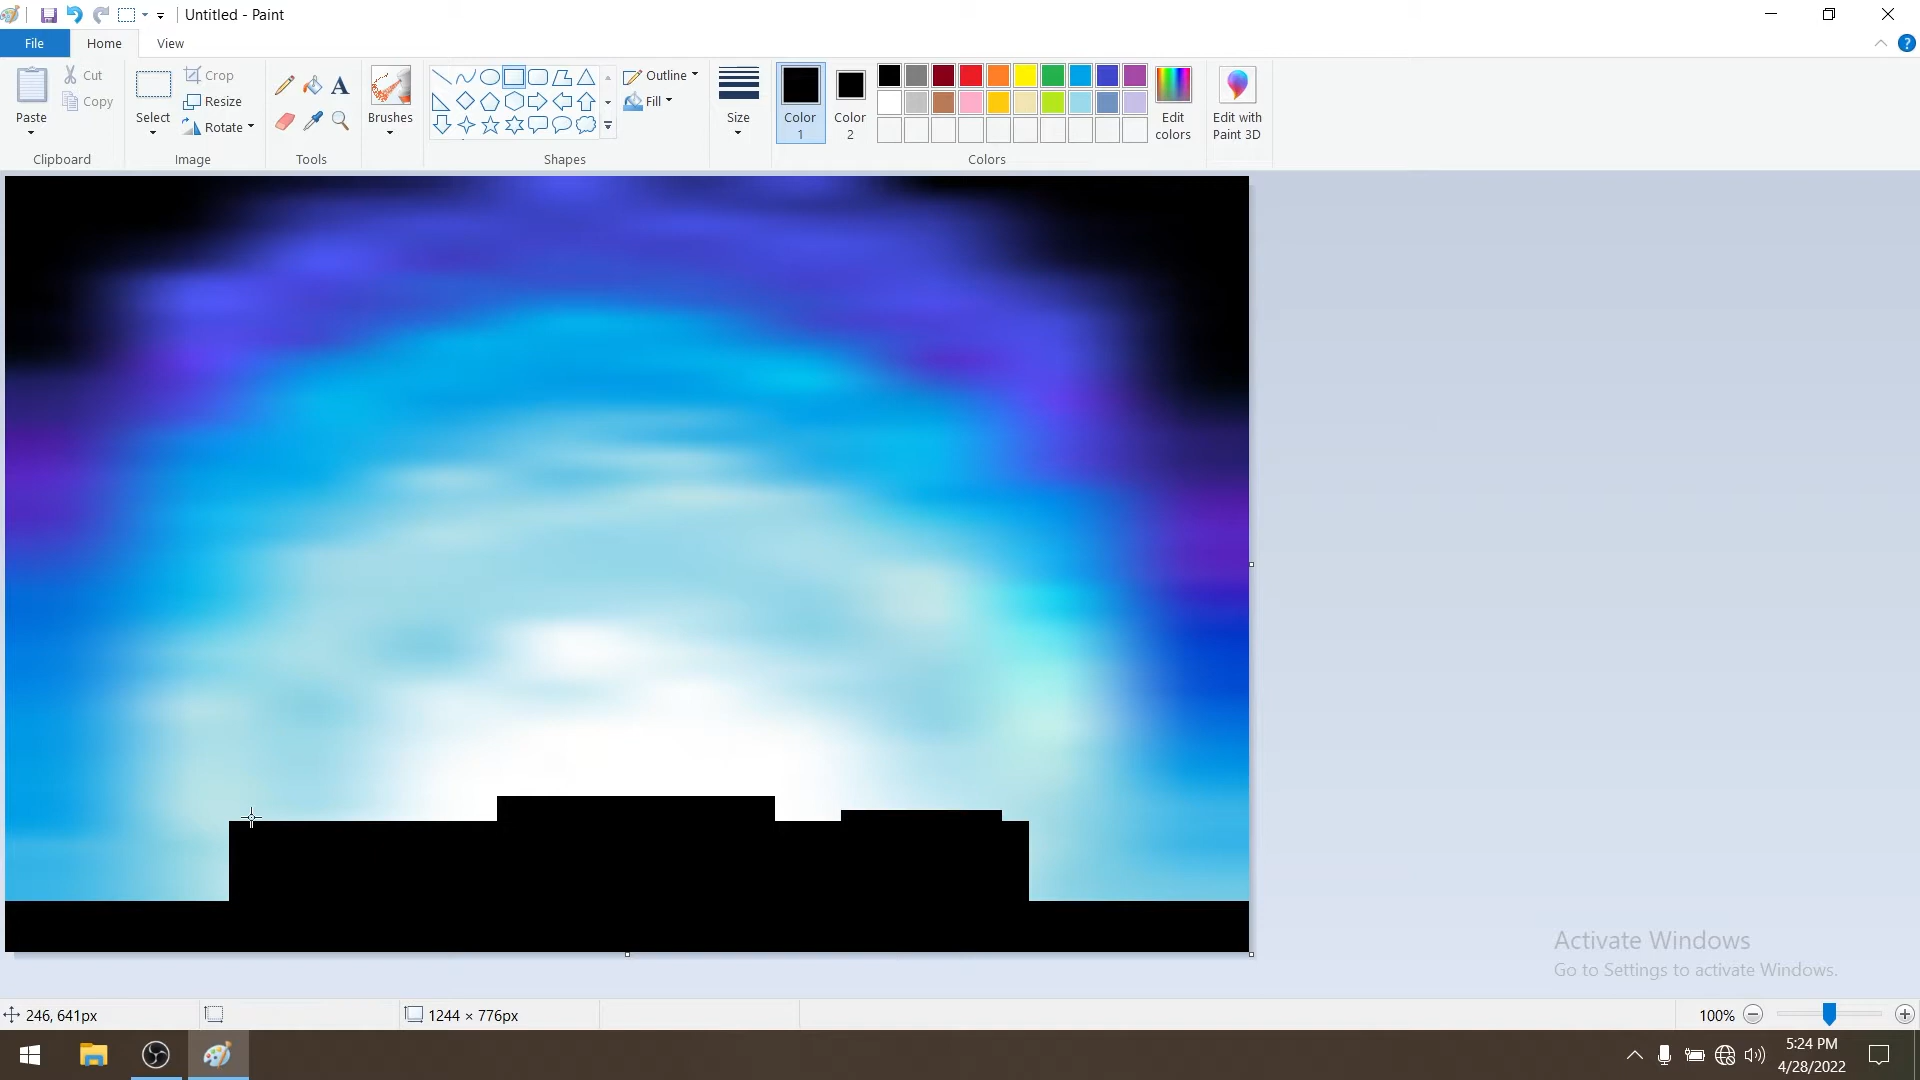 Untitled - Paint
File
Home
View
Paste
Cut
Copy
Clipboard
Select
Crop
Resize
Rotate
Image
A
Tools
Brushes
Outline
Fill
Shapes
Size
Color
1
Color
2
Edit
colors
Colors
Edit with
Paint 3D
Activate Windows
Go to Settings to activate Windows.
246, 641px
1244 × 776px
100%
5:24 PM
4/28/2022